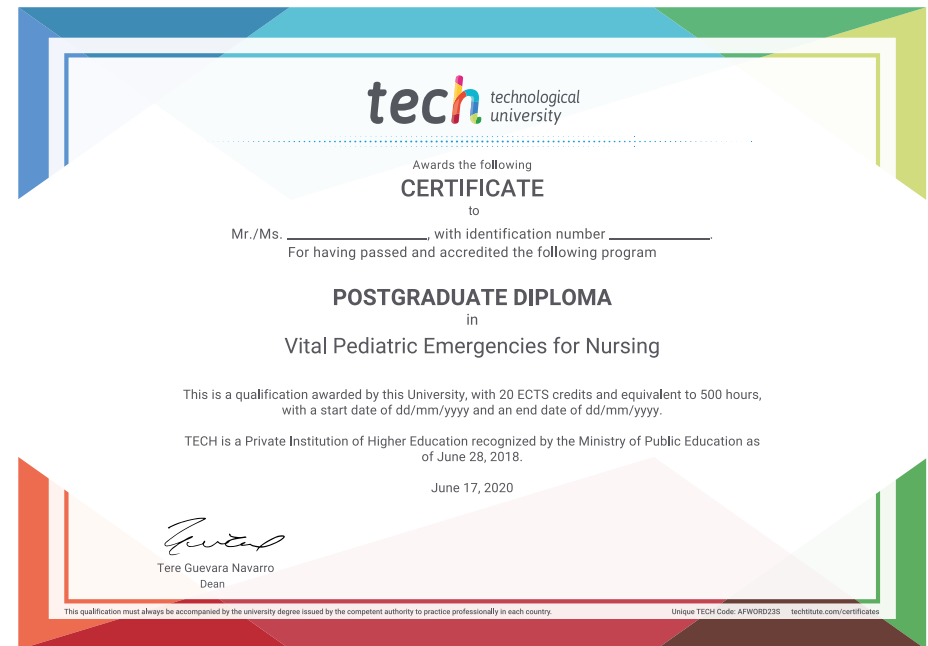 tech technological
university
Awards the following
CERTIFICATE
to
Mr./Ms. ____________________, with identification number ______________.
For having passed and accredited the following program
POSTGRADUATE DIPLOMA
in
Vital Pediatric Emergencies for Nursing
This is a qualification awarded by this University, with 20 ECTS credits and equivalent to 500 hours,
with a start date of dd/mm/yyyy and an end date of dd/mm/yyyy.
TECH is a Private Institution of Higher Education recognized by the Ministry of Public Education as
of June 28, 2018.
June 17, 2020
Tere Guevara Navarro
Dean
This qualification must always be accompanied by the university degree issued by the competent authority to practice professionally in each country. Unique TECH Code: AFWORD23S techtitute.com/certificates